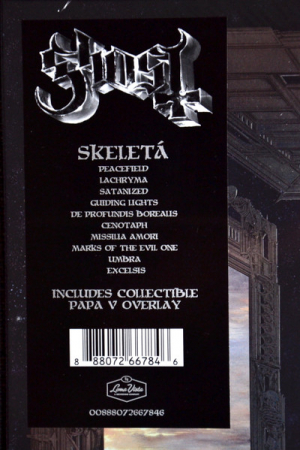 Ghost
SKELETÁ
PEACEFIELD
LACHRYMA
SATANIZED
GUIDING LIGHTS
DE PROFUNDIS BOREALIS
CENOTAPH
MISSILIA AMORI
MARKS OF THE EVIL ONE
UMBRA
EXCELSIS
INCLUDES COLLECTIBLE
PAPA V OVERLAY
8 88072 66784 6
Loma Vista
00888072667846